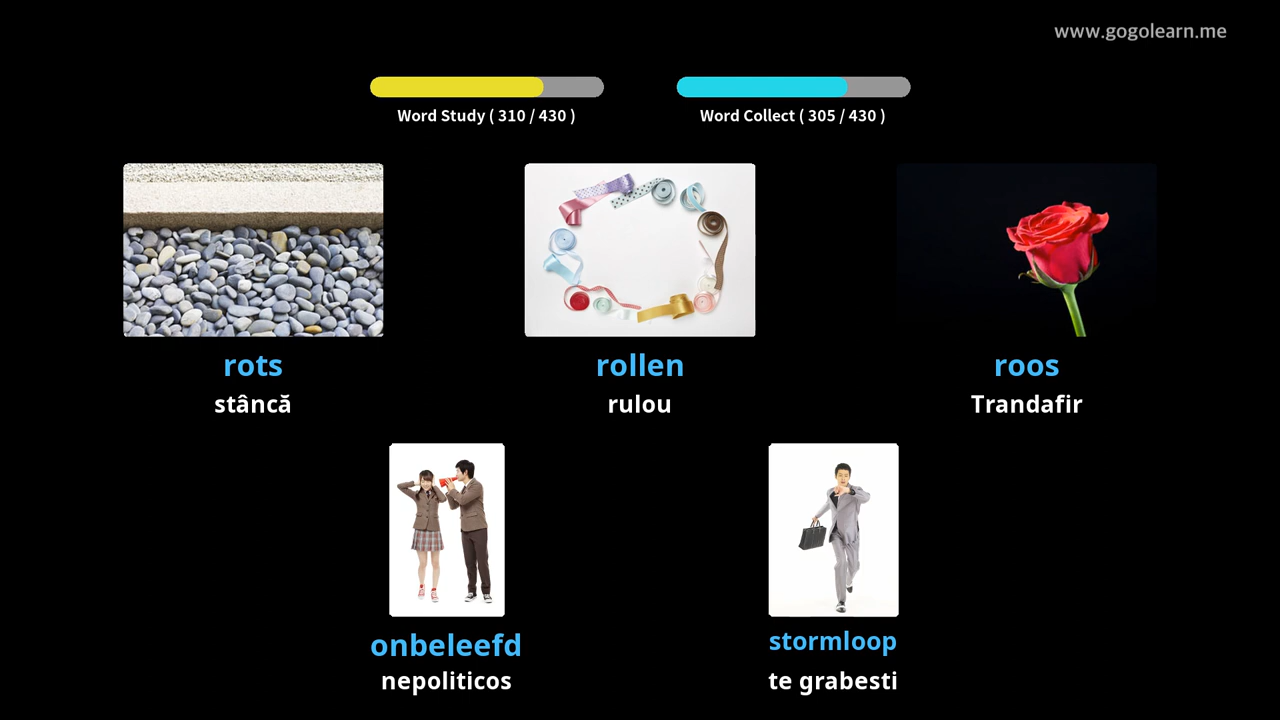 www.gogolearn.me
Word Study ( 310 / 430 )
Word Collect ( 305 / 430 )
rots
stâncă
rollen
rulou
roos
Trandafir
onbeleefd
nepoliticos
stormloop
te grabesti